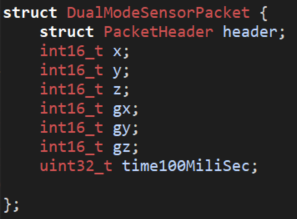 struct DualModeSensorPacket {
    struct PacketHeader header;
    int16_t x;
    int16_t y;
    int16_t z;
    int16_t gx;
    int16_t gy;
    int16_t gz;
    uint32_t time100MiliSec;

};